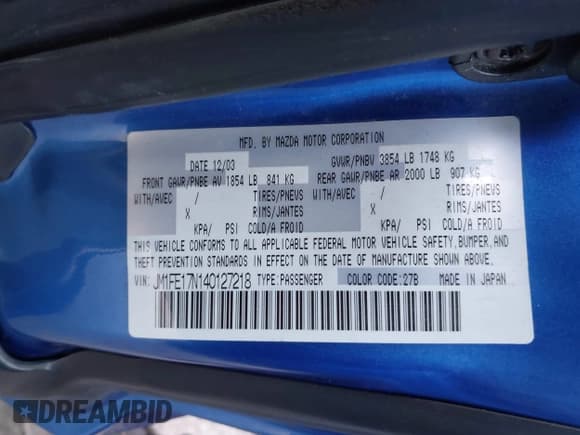 MFD. BY MAZDA MOTOR CORPORATION
DATE 12/03 GVWR/PNBV 3854 LB 1748 KG
FRONT GAWR/PNBE AV 1854 LB 841 KG REAR GAWR/PNBE AR 2000 LB 907 KG
WITH/AVEC / TIRES/PNEVS WITH/AVEC / TIRES/PNEVS
X RIMS/JANTES X RIMS/JANTES
KPA/ PSI COLD/A FROID KPA/ PSI COLD/A FROID
THIS VEHICLE CONFORMS TO ALL APPLICABLE FEDERAL MOTOR VEHICLE SAFETY,BUMPER,AND
THEFT PREVENTION STANDARDS IN EFFECT ON THE DATE OF MANUFACTURE SHOWN ABOVE.
VIN: JM1FE17N140127218 TYPE:PASSENGER COLOR CODE:27B MADE IN JAPAN
DREAMBID